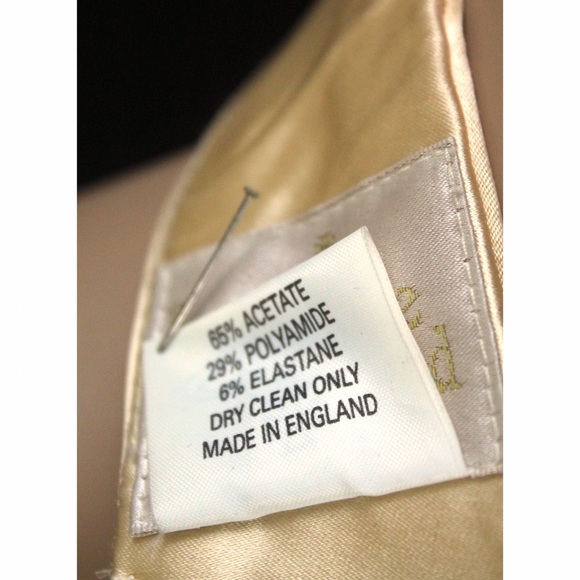 65% ACETATE
29% POLYAMIDE
6% ELASTANE
DRY CLEAN ONLY
MADE IN ENGLAND